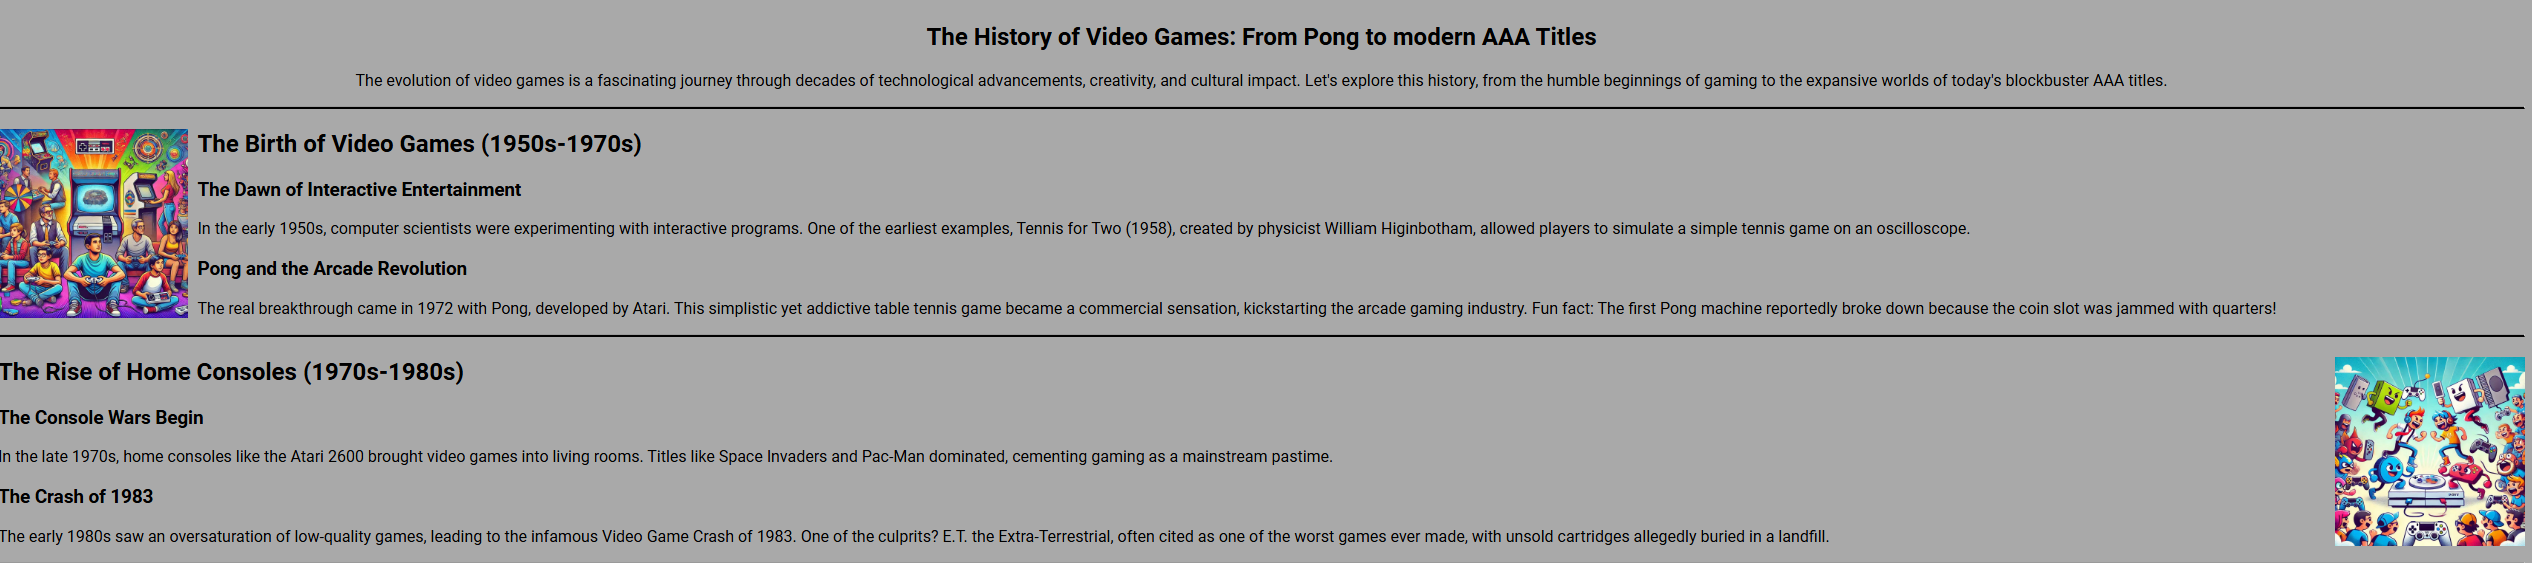 The History of Video Games: From Pong to modern AAA Titles
The evolution of video games is a fascinating journey through decades of technological advancements, creativity, and cultural impact. Let's explore this history, from the humble beginnings of gaming to the expansive worlds of today's blockbuster AAA titles.
The Birth of Video Games (1950s-1970s)
The Dawn of Interactive Entertainment
In the early 1950s, computer scientists were experimenting with interactive programs. One of the earliest examples, Tennis for Two (1958), created by physicist William Higinbotham, allowed players to simulate a simple tennis game on an oscilloscope.
Pong and the Arcade Revolution
The real breakthrough came in 1972 with Pong, developed by Atari. This simplistic yet addictive table tennis game became a commercial sensation, kickstarting the arcade gaming industry. Fun fact: The first Pong machine reportedly broke down because the coin slot was jammed with quarters!
The Rise of Home Consoles (1970s-1980s)
The Console Wars Begin
In the late 1970s, home consoles like the Atari 2600 brought video games into living rooms. Titles like Space Invaders and Pac-Man dominated, cementing gaming as a mainstream pastime.
The Crash of 1983
The early 1980s saw an oversaturation of low-quality games, leading to the infamous Video Game Crash of 1983. One of the culprits? E.T. the Extra-Terrestrial, often cited as one of the worst games ever made, with unsold cartridges allegedly buried in a landfill.